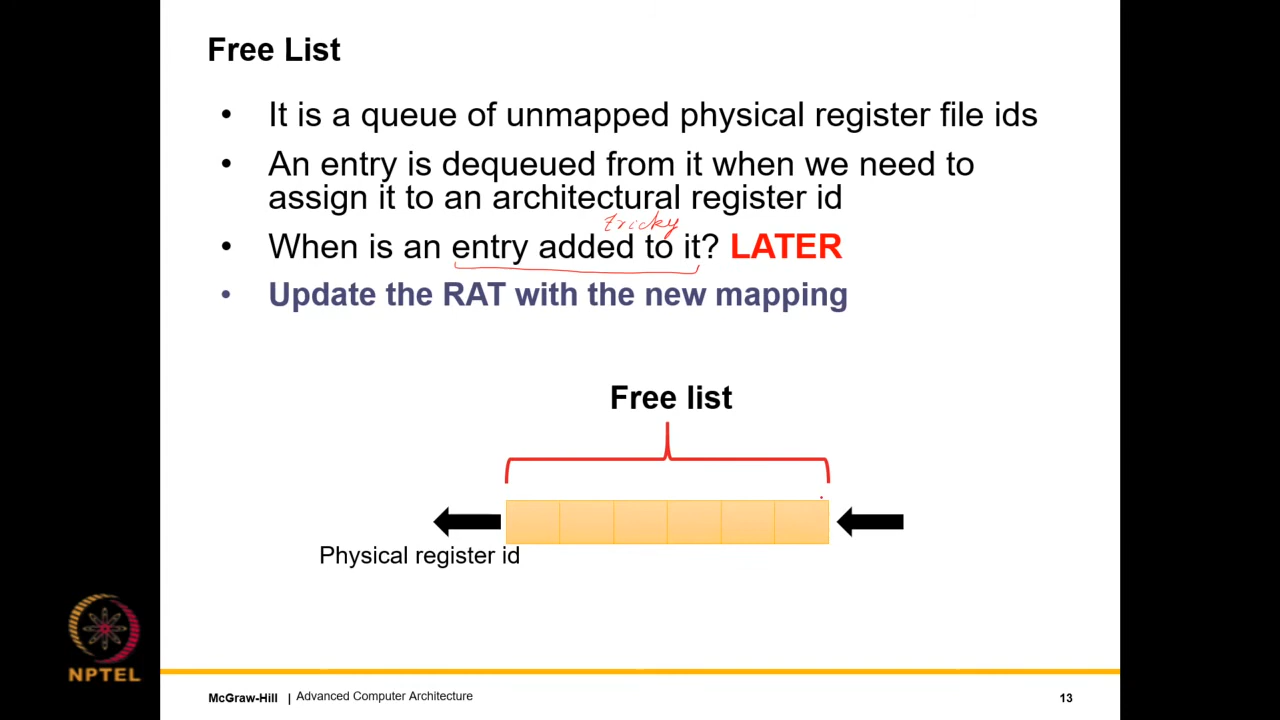 Free List
• It is a queue of unmapped physical register file ids
• An entry is dequeued from it when we need to
assign it to an architectural register id
tricky
• When is an entry added to it? LATER
• Update the RAT with the new mapping
Free list
Physical register id
NPTEL
McGraw-Hill | Advanced Computer Architecture
13